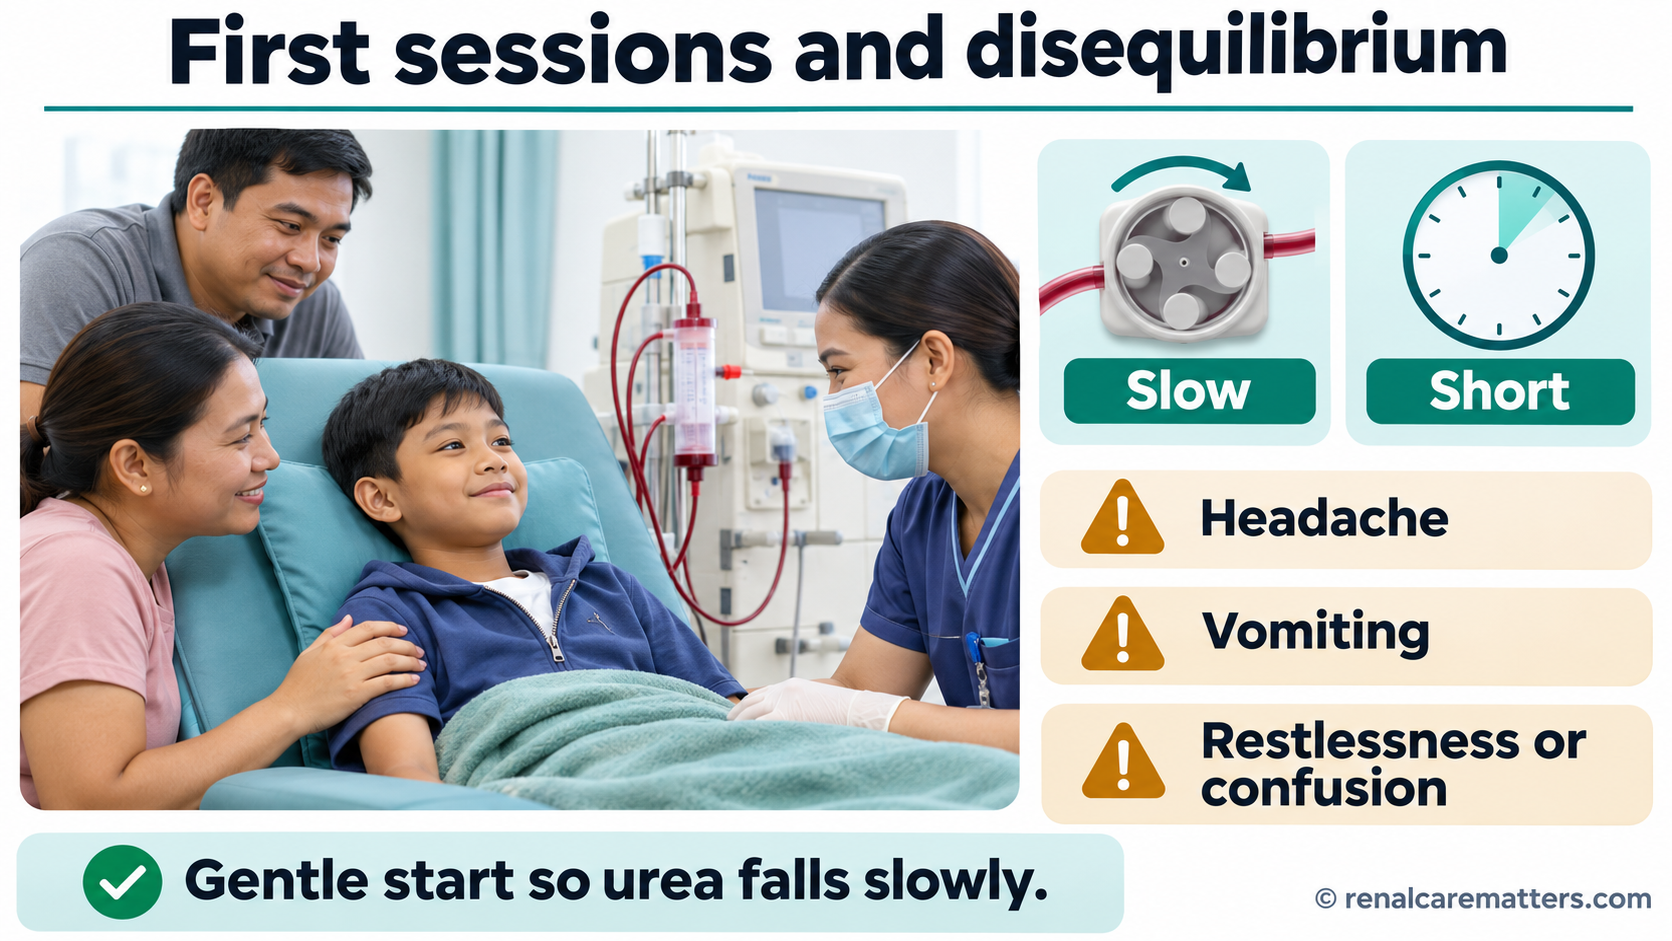 First sessions and disequilibrium
Slow
Short
Headache
Vomiting
Restlessness or
confusion
Gentle start so urea falls slowly.
© renalcarematters.com